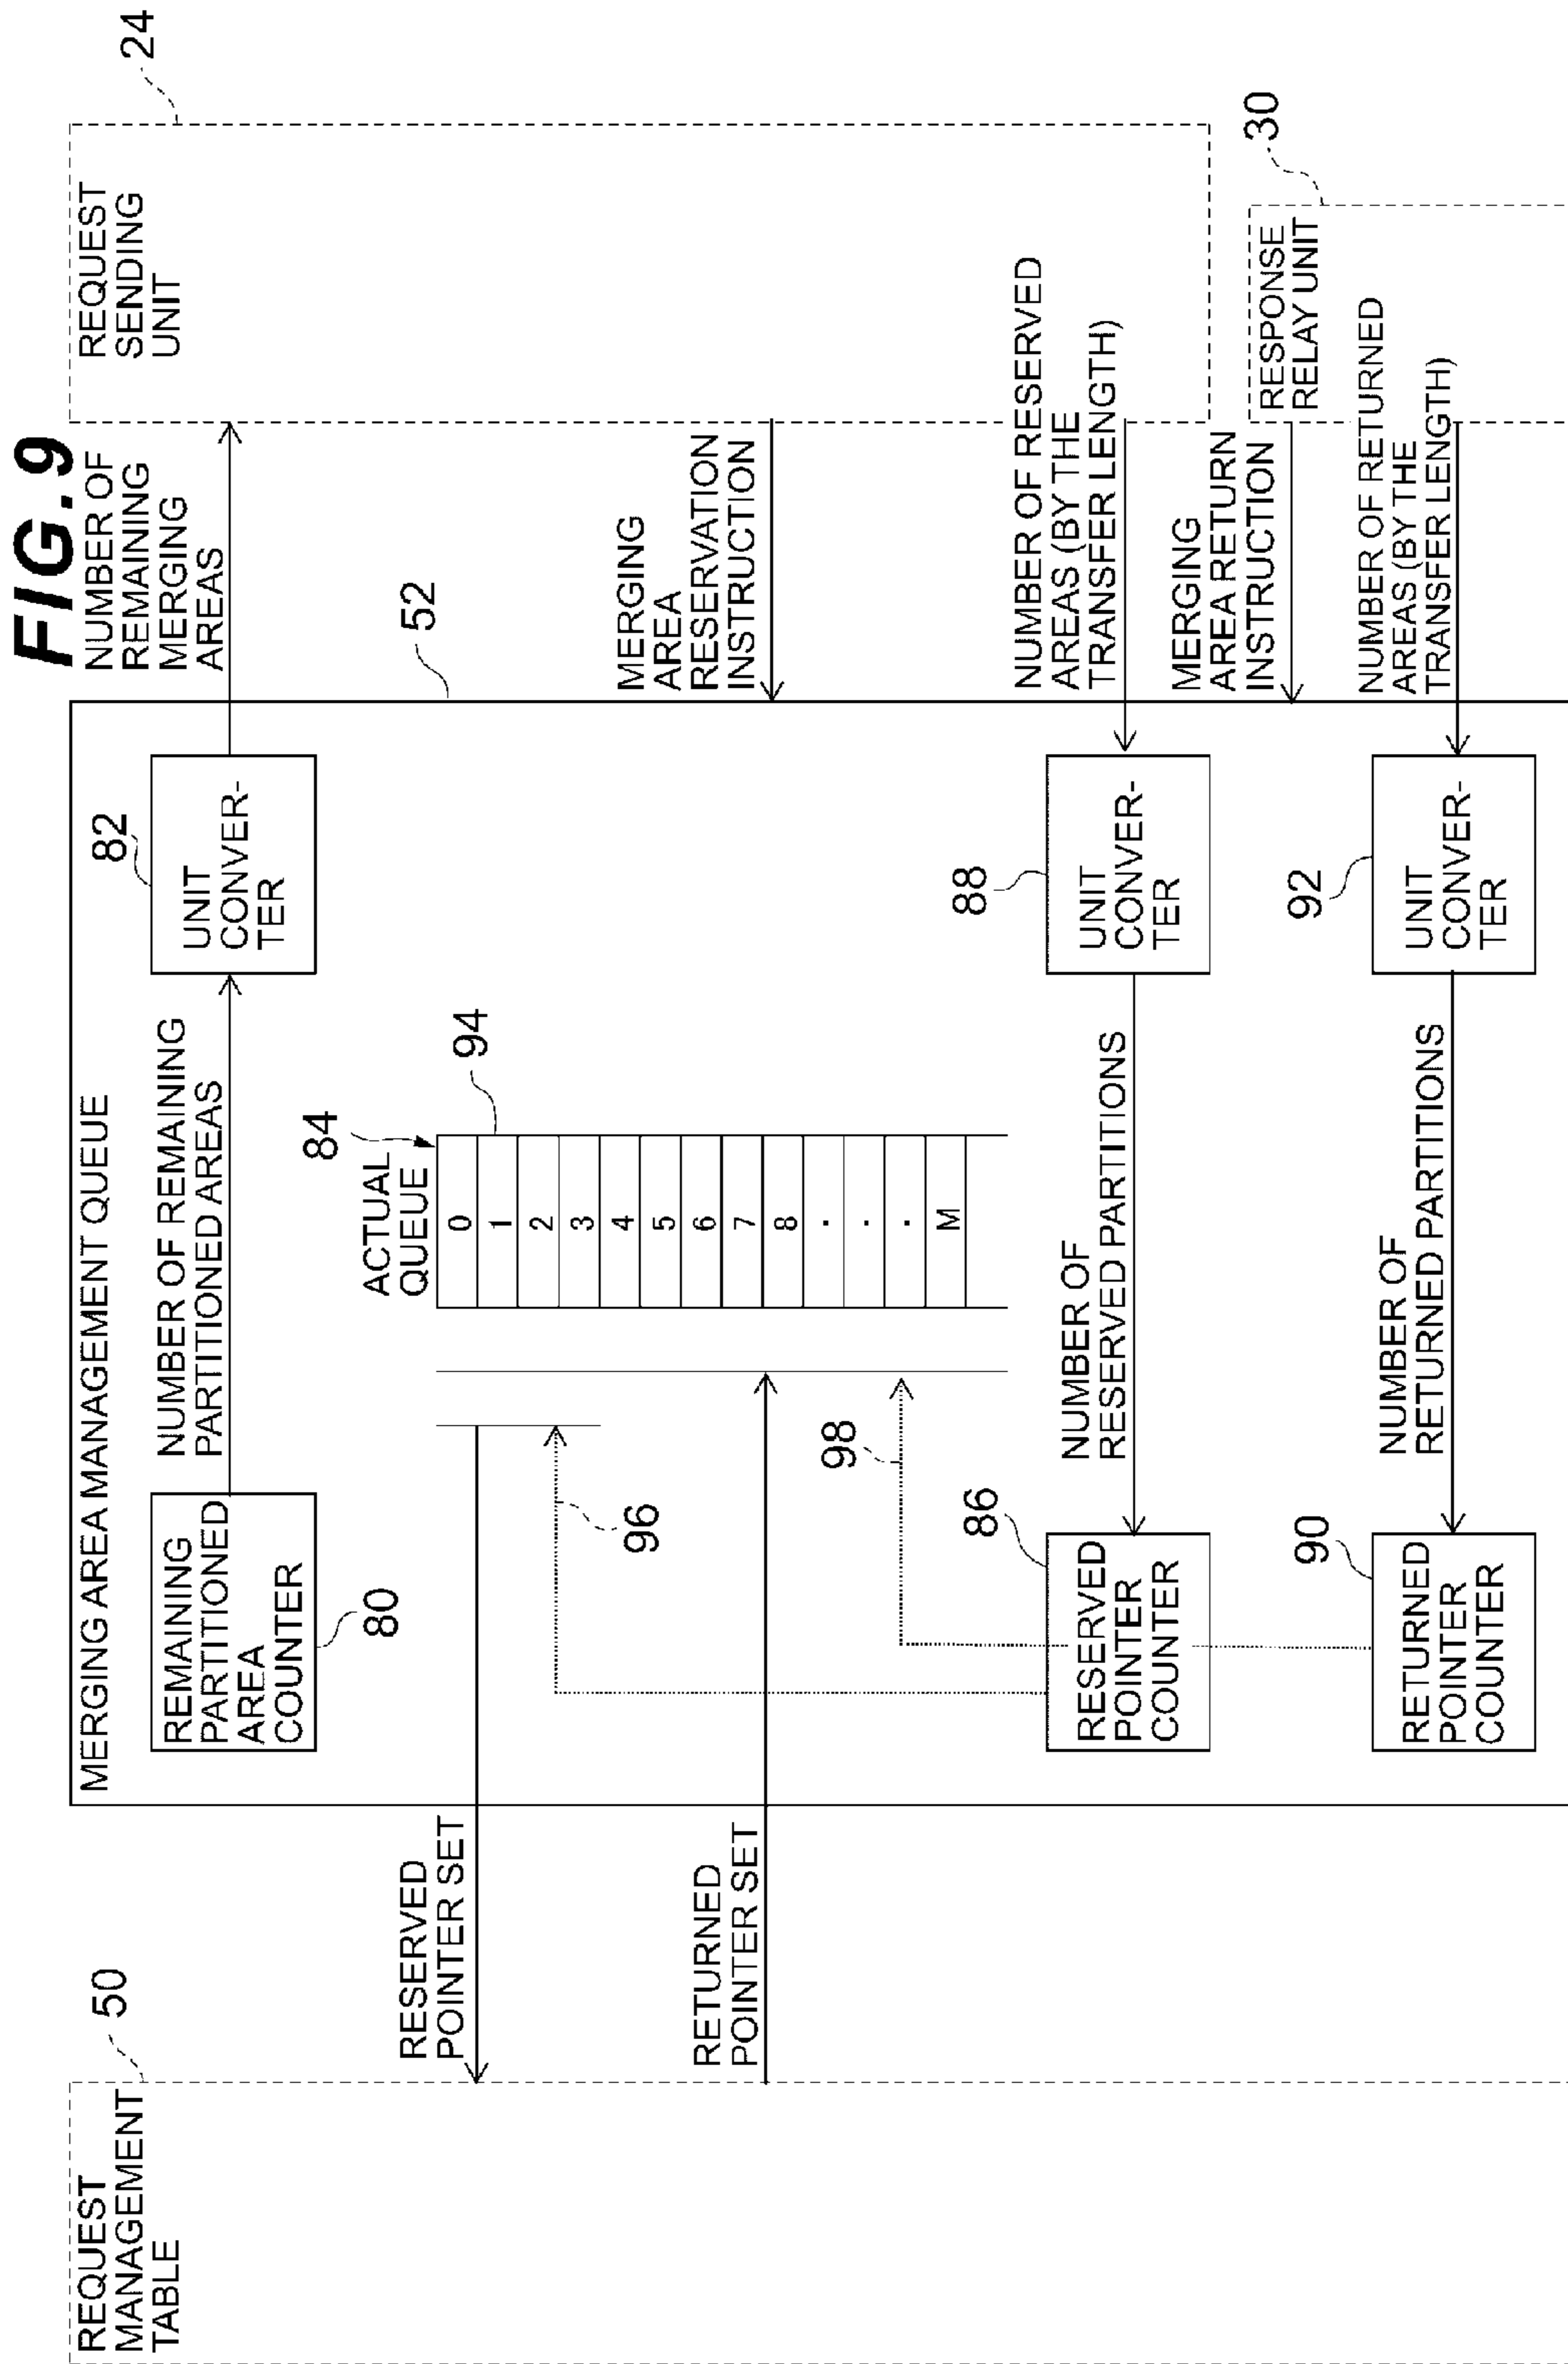 FIG.9
REQUEST
MANAGEMENT
TABLE
50
RESERVED
POINTER SET
RETURNED
POINTER SET
MERGING AREA MANAGEMENT QUEUE
52
REMAINING
PARTITIONED
AREA
COUNTER
80
NUMBER OF REMAINING
PARTITIONED AREAS
82
UNIT
CONVER-
TER
NUMBER OF
REMAINING
MERGING
AREAS
REQUEST
SENDING
UNIT
24
ACTUAL
QUEUE
84
94
0
1
2
3
4
5
6
7
8
.
.
.
M
96
98
MERGING
AREA
RESERVATION
INSTRUCTION
86
RESERVED
POINTER
COUNTER
NUMBER OF
RESERVED PARTITIONS
88
UNIT
CONVER-
TER
NUMBER OF RESERVED
AREAS (BY THE
TRANSFER LENGTH)
MERGING
AREA RETURN
INSTRUCTION
RESPONSE
RELAY UNIT
30
90
RETURNED
POINTER
COUNTER
NUMBER OF
RETURNED PARTITIONS
92
UNIT
CONVER-
TER
NUMBER OF RETURNED
AREAS (BY THE
TRANSFER LENGTH)